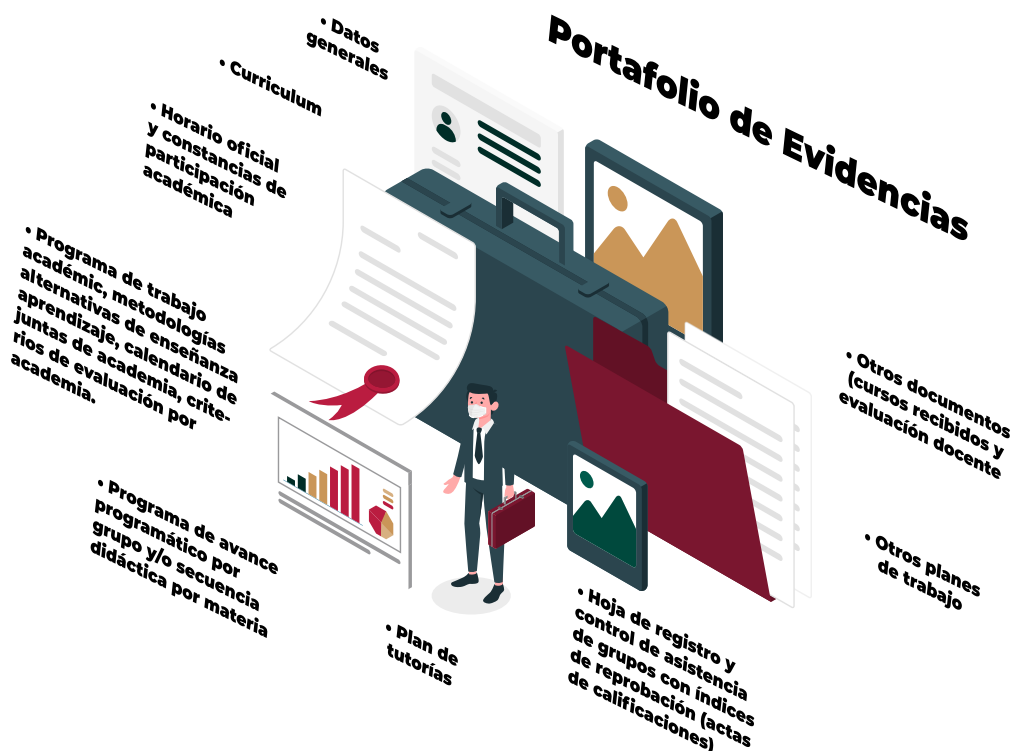 Portafolio de Evidencias
• Datos
generales
• Curriculum
• Horario oficial
y constancias de
participación
académica
• Programa de trabajo
académic, metodologías
alternativas de enseñanza
aprendizaje, calendario de
juntas de academia, crite-
rios de evaluación por
academia.
• Programa de avance
programático por
grupo y/o secuencia
didáctica por materia
• Plan de
tutorías
• Hoja de registro y
control de asistencia
de grupos con índices
de reprobación (actas
de calificaciones)
• Otros documentos
(cursos recibidos y
evaluacíón docente
• Otros planes
de trabajo